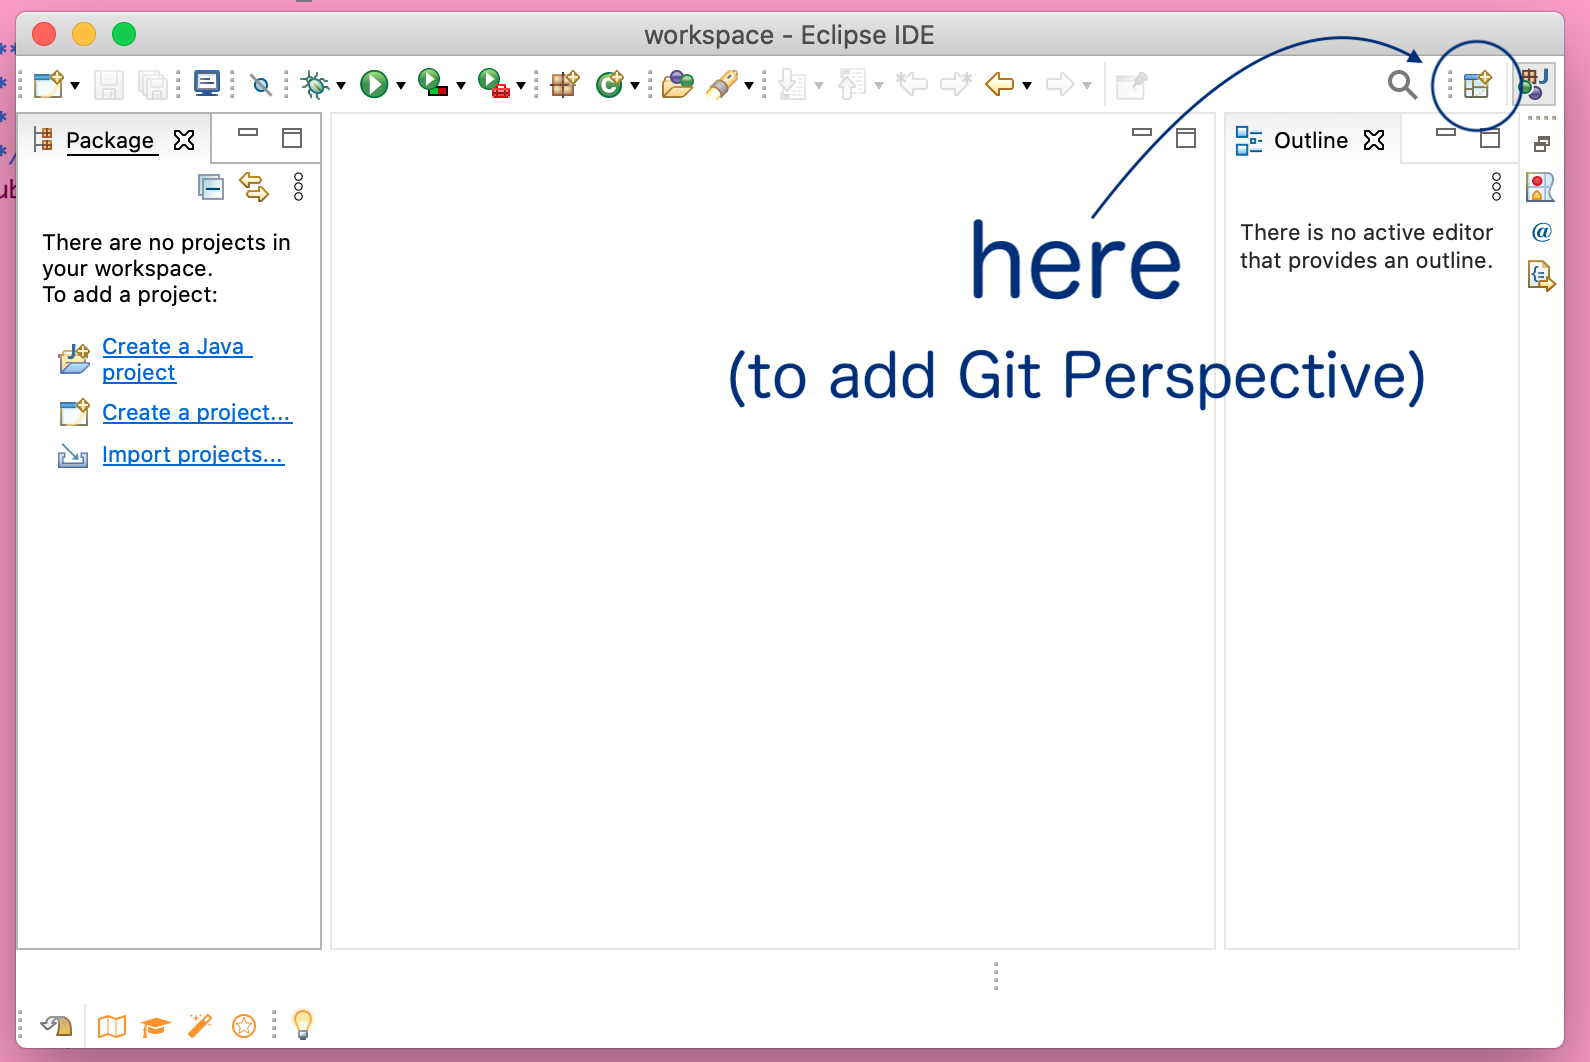 workspace - Eclipse IDE
Package
Outline
There are no projects in
your workspace.
To add a project:
Create a Java
project
Create a project...
Import projects...
here
(to add Git Perspective)
There is no active editor
that provides an outline.